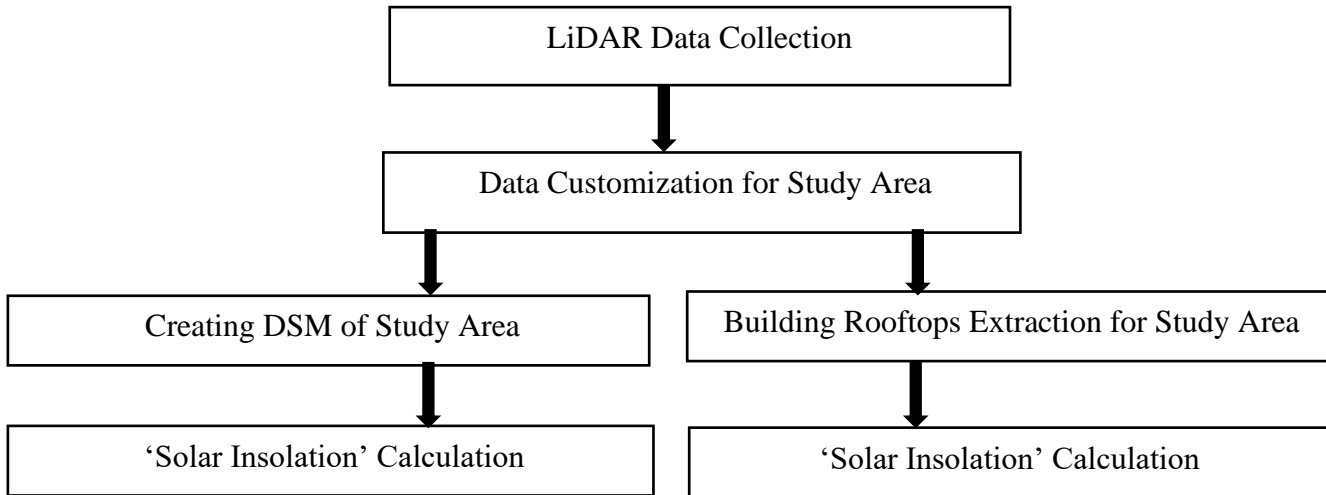 LiDAR Data Collection
Data Customization for Study Area
Creating DSM of Study Area
Building Rooftops Extraction for Study Area
‘Solar Insolation’ Calculation
‘Solar Insolation’ Calculation